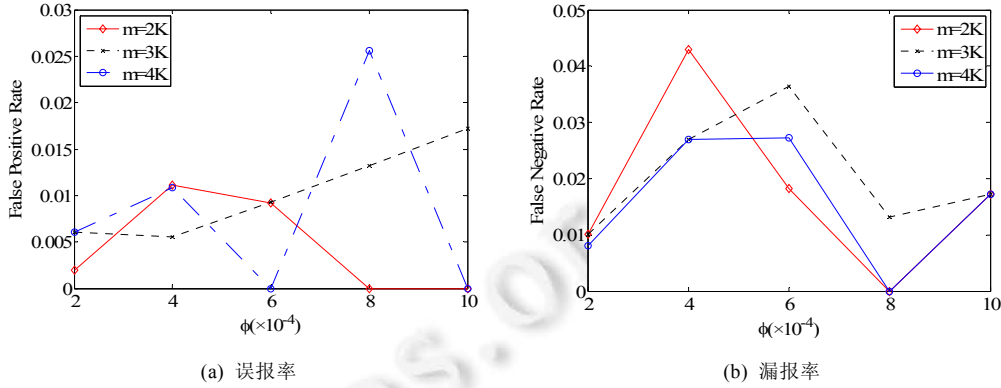 False Positive Rate
0.03
0.025
0.02
0.015
0.01
0.005
0
m=2K
m=3K
m=4K
2 4 6 8 10
ϕ(×10-4)
(a) 误报率
False Negative Rate
0.05
0.04
0.03
0.02
0.01
0
m=2K
m=3K
m=4K
2 4 6 8 10
ϕ(×10-4)
(b) 漏报率